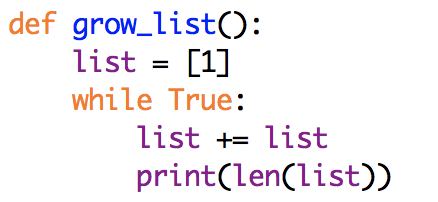 def grow_list():
    list = [1]
    while True:
        list += list
        print(len(list))